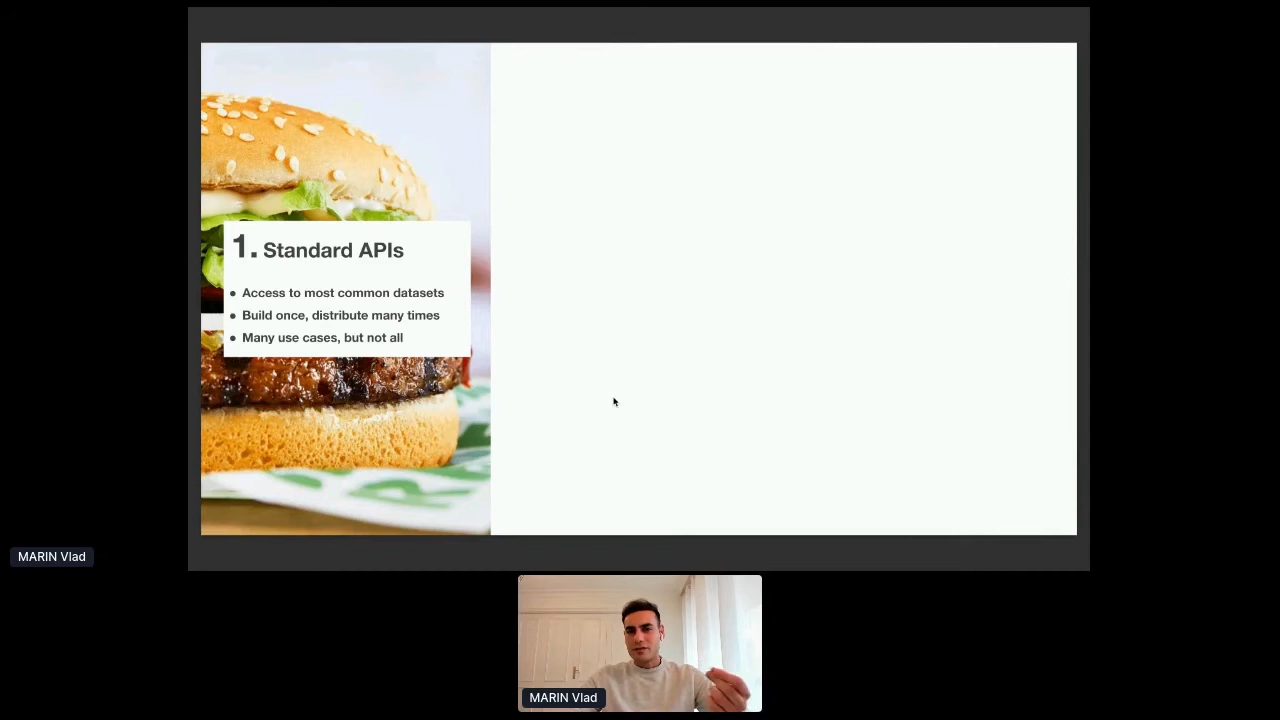 1. Standard APIs
● Access to most common datasets
● Build once, distribute many times
● Many use cases, but not all
MARIN Vlad
MARIN Vlad